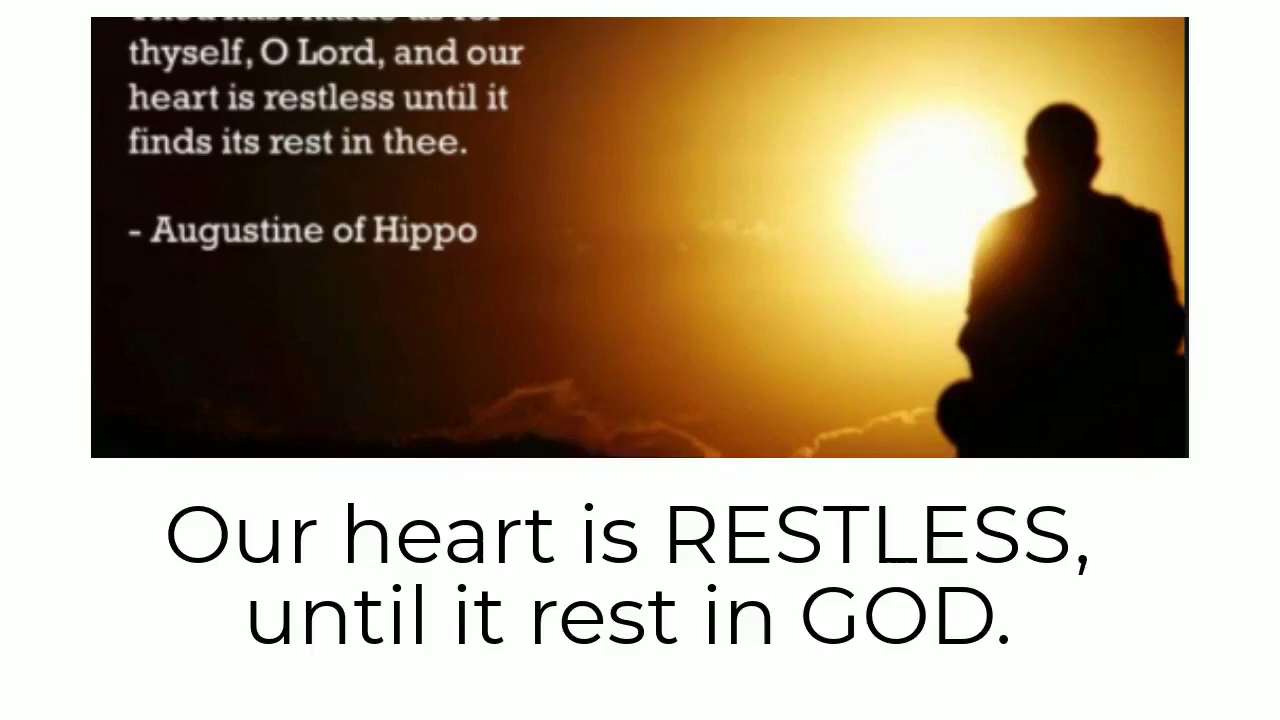 thyself, O Lord, and our
heart is restless until it
finds its rest in thee.
- Augustine of Hippo
Our heart is RESTLESS,
until it rest in GOD.